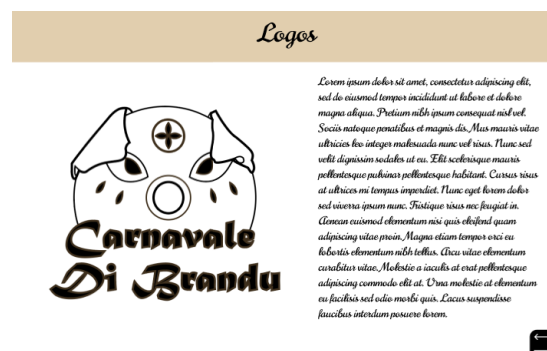 Logos
Lorem ipsum dolor sit amet, consectetur adipiscing elit,
sed do eiusmod tempor incididunt ut labore et dolore
magna aliqua. Pretium nibh ipsum consequat nisl vel.
Sociis natoque penatibus et magnis dis. Mus mauris vitae
ultricies leo integer malesuada nunc vel risus. Nunc sed
velit dignissim sodales ut eu. Elit scelerisque mauris
pellentesque pulvinar pellentesque habitant. Cursus risus
at ultrices mi tempus imperdiet. Nunc eget lorem dolor
sed viverra ipsum nunc. Tristique risus nec feugiat in.
Aenean euismod elementum nisi quis eleifend quam
adipiscing vitae proin. Magna etiam tempor orci eu
lobortis elementum nibh tellus. Arcu vitae elementum
curabitur vitae. Molestie a iaculis at erat pellentesque
adipiscing commodo elit at. Urna molestie at elementum
eu facilisis sed odio morbi quis. Lacus suspendisse
faucibus interdum posuere lorem.
Carnavale
Di Brandu